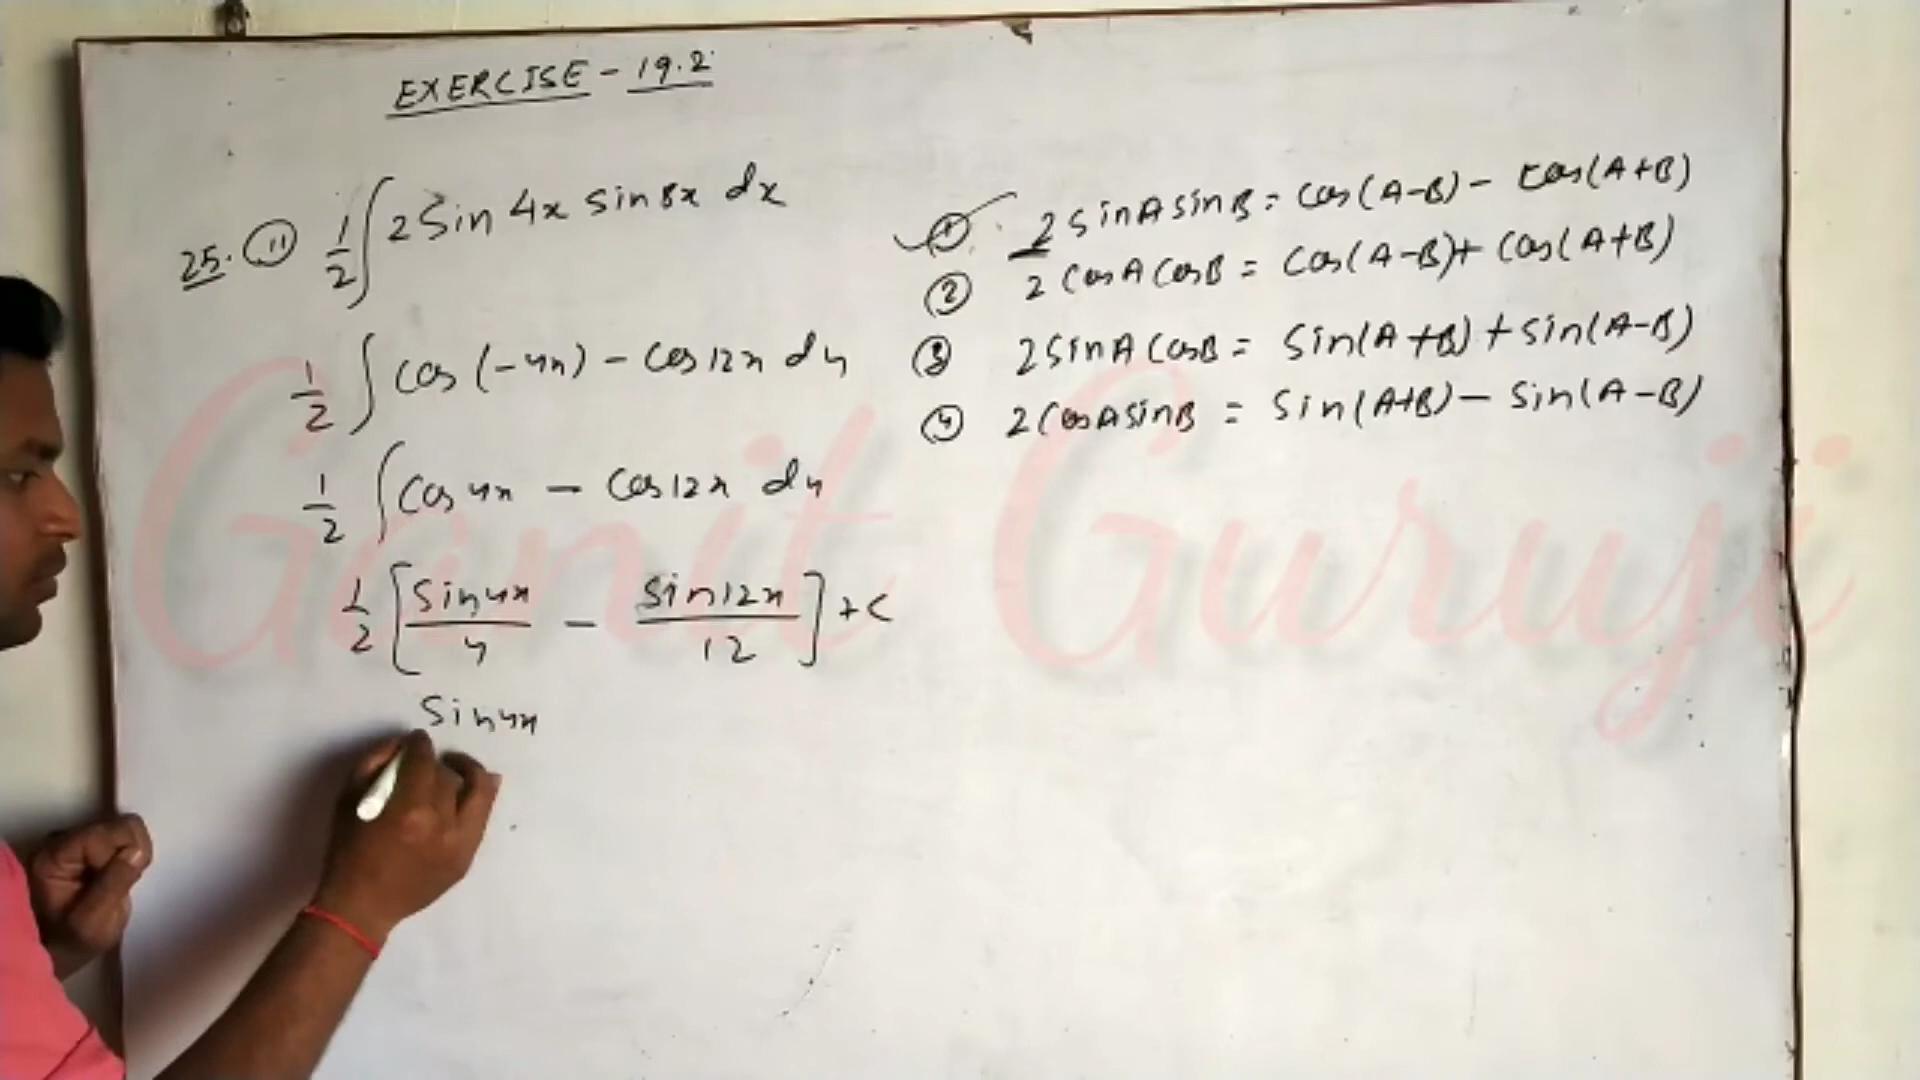 EXERCISE - 19.2
25. (ii) 1/2 ∫ 2 Sin 4x sin 8x dx
1/2 ∫ cos (-4x) - cos 12x dx
1/2 ∫ Cos 4x - Cos 12x dx
1/2 [ Sin 4x / 4 - Sin 12x / 12 ] + c
Sin 4x
① 2 sinA sinB = cos(A-B) - cos(A+B)
② 2 CosA CosB = Cos(A-B) + Cos(A+B)
③ 2 SinA CosB = Sin(A+B) + sin(A-B)
④ 2 CosA sinB = Sin(A+B) - Sin(A-B)
Ganit Guruji